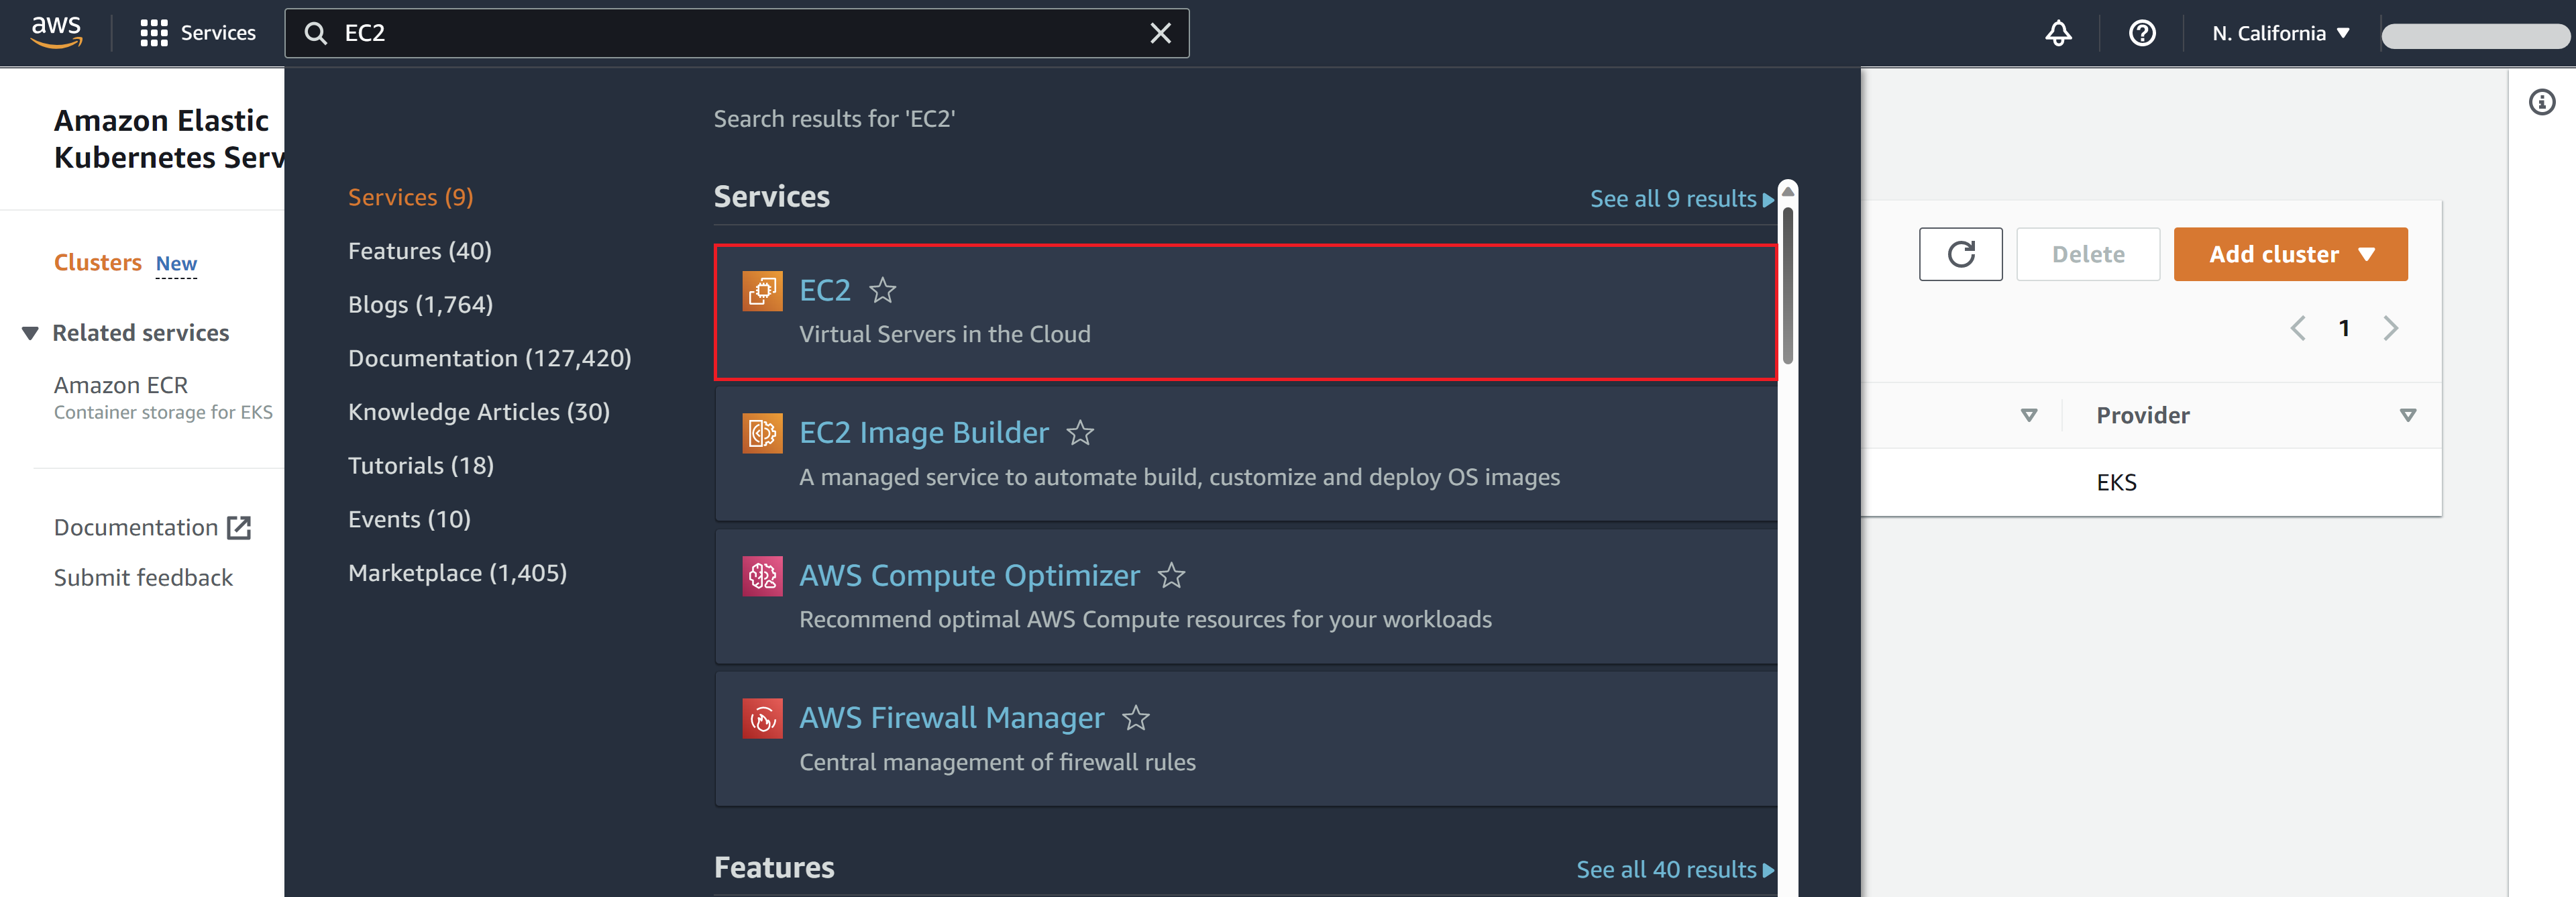 aws
Services
EC2
N. California
Amazon Elastic
Kubernetes Serv
Clusters New
Related services
Amazon ECR
Container storage for EKS
Documentation
Submit feedback
Search results for 'EC2'
Services (9)
Features (40)
Blogs (1,764)
Documentation (127,420)
Knowledge Articles (30)
Tutorials (18)
Events (10)
Marketplace (1,405)
Services
See all 9 results
EC2
Virtual Servers in the Cloud
EC2 Image Builder
A managed service to automate build, customize and deploy OS images
AWS Compute Optimizer
Recommend optimal AWS Compute resources for your workloads
AWS Firewall Manager
Central management of firewall rules
Features
See all 40 results
Delete
Add cluster
1
Provider
EKS